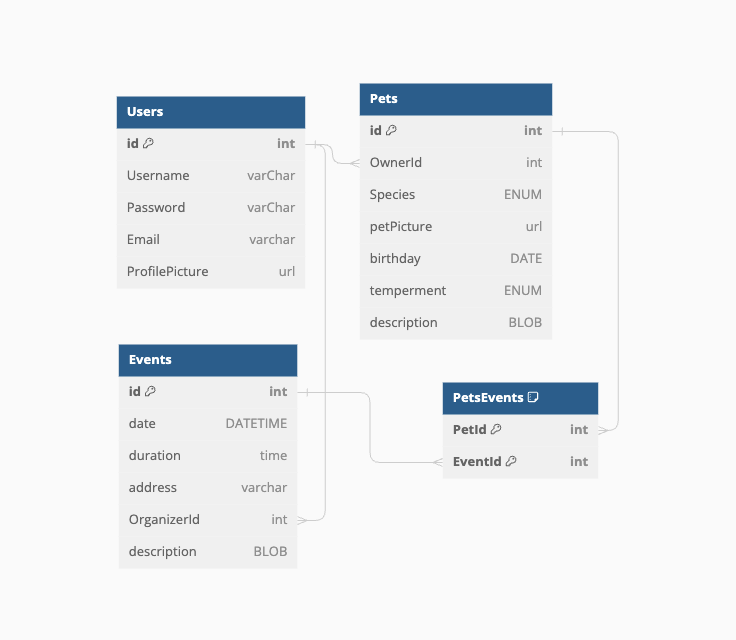 Users
id int
Username varChar
Password varChar
Email varchar
ProfilePicture url
Pets
id int
OwnerId int
Species ENUM
petPicture url
birthday DATE
temperment ENUM
description BLOB
Events
id int
date DATETIME
duration time
address varchar
OrganizerId int
description BLOB
PetsEvents
PetId int
EventId int